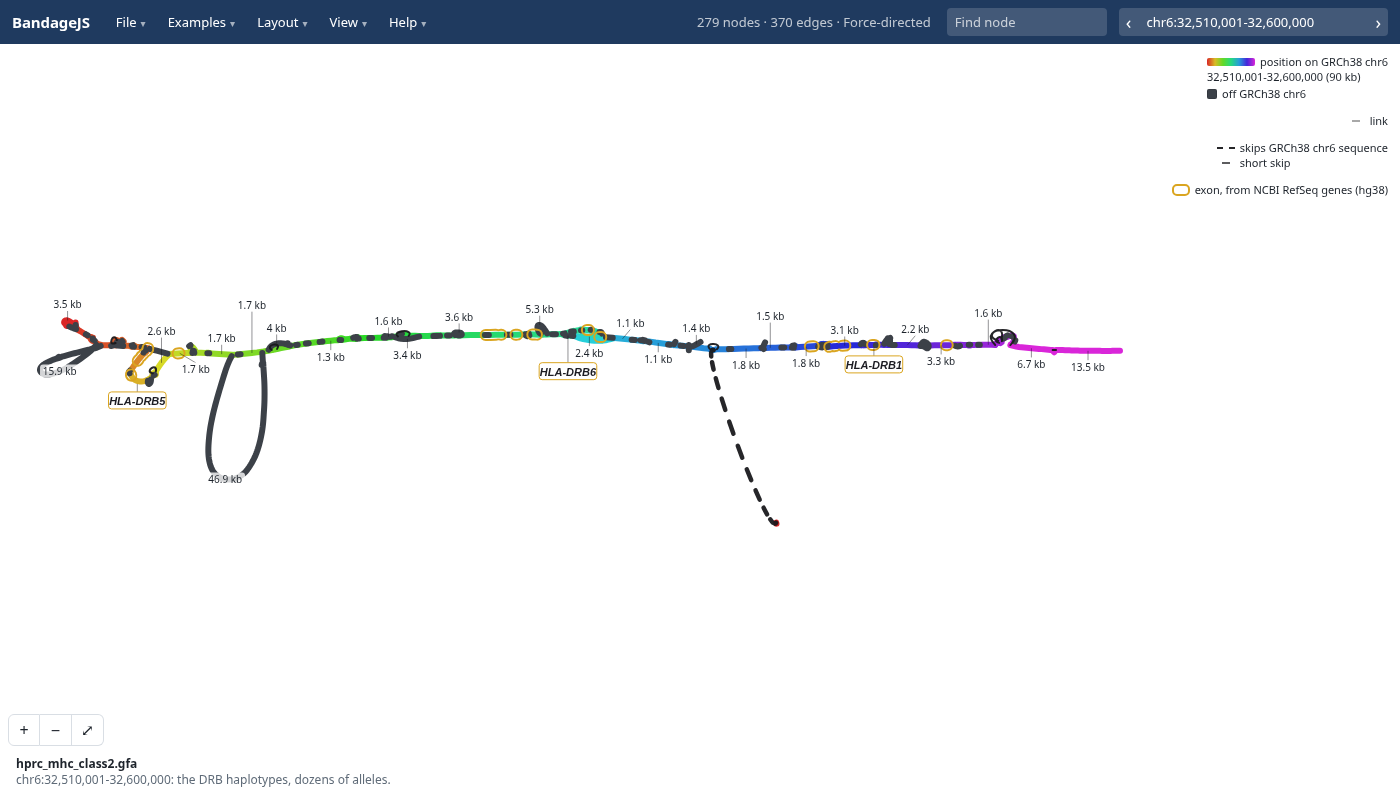 BandageJS
File
Examples
Layout
View
Help
279 nodes · 370 edges · Force-directed
Find node
chr6:32,510,001-32,600,000
position on GRCh38 chr6
32,510,001-32,600,000 (90 kb)
off GRCh38 chr6
link
skips GRCh38 chr6 sequence
short skip
exon, from NCBI RefSeq genes (hg38)
3.5 kb
15.9 kb
2.6 kb
1.7 kb
HLA-DRB5
1.7 kb
1.7 kb
46.9 kb
4 kb
1.3 kb
1.6 kb
3.4 kb
3.6 kb
5.3 kb
HLA-DRB6
2.4 kb
1.1 kb
1.1 kb
1.4 kb
1.8 kb
1.5 kb
1.8 kb
3.1 kb
HLA-DRB1
2.2 kb
3.3 kb
1.6 kb
6.7 kb
13.5 kb
hprc_mhc_class2.gfa
chr6:32,510,001-32,600,000: the DRB haplotypes, dozens of alleles.